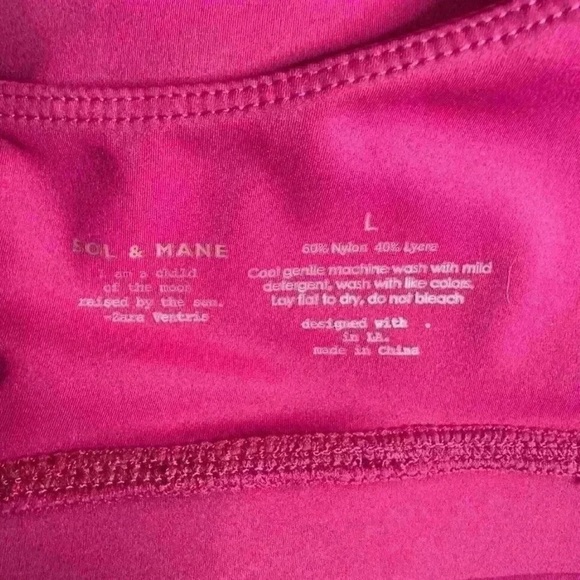 SOL & MANE
I am a child
of the moon
raised by the sun.
-Zara Ventris
L
60% Nylon 40% Lycra
Cool gentle machine wash with mild
detergent, wash with like colors,
Lay flat to dry, do not bleach
designed with .
in LA.
made in China